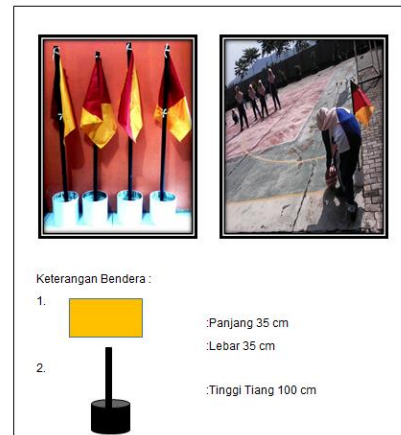 Keterangan Bendera :
1.
:Panjang 35 cm
:Lebar 35 cm
2.
:Tinggi Tiang 100 cm